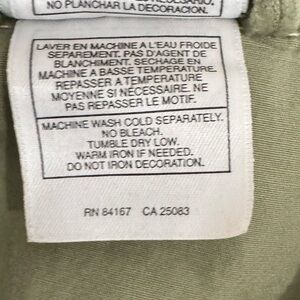 NO PLANCHAR LA DECORACION.
LAVER EN MACHINE A L'EAU FROIDE
SEPAREMENT. PAS D'AGENT DE
BLANCHIMENT. SECHAGE EN
MACHINE A BASSE TEMPERATURE.
REPASSER A TEMPERATURE
MOYENNE SI NÉCESSAIRE. NE
PAS REPASSER LE MOTIF.
MACHINE WASH COLD SEPARATELY.
NO BLEACH.
TUMBLE DRY LOW.
WARM IRON IF NEEDED.
DO NOT IRON DECORATION.
RN 84167 CA 25083